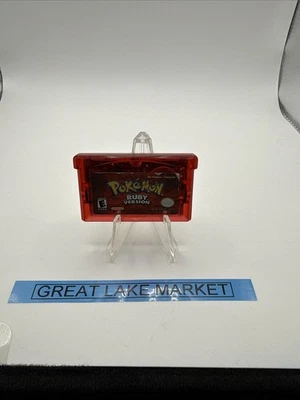 POKéMON
RUBY
VERSION
E
GREAT LAKE MARKET